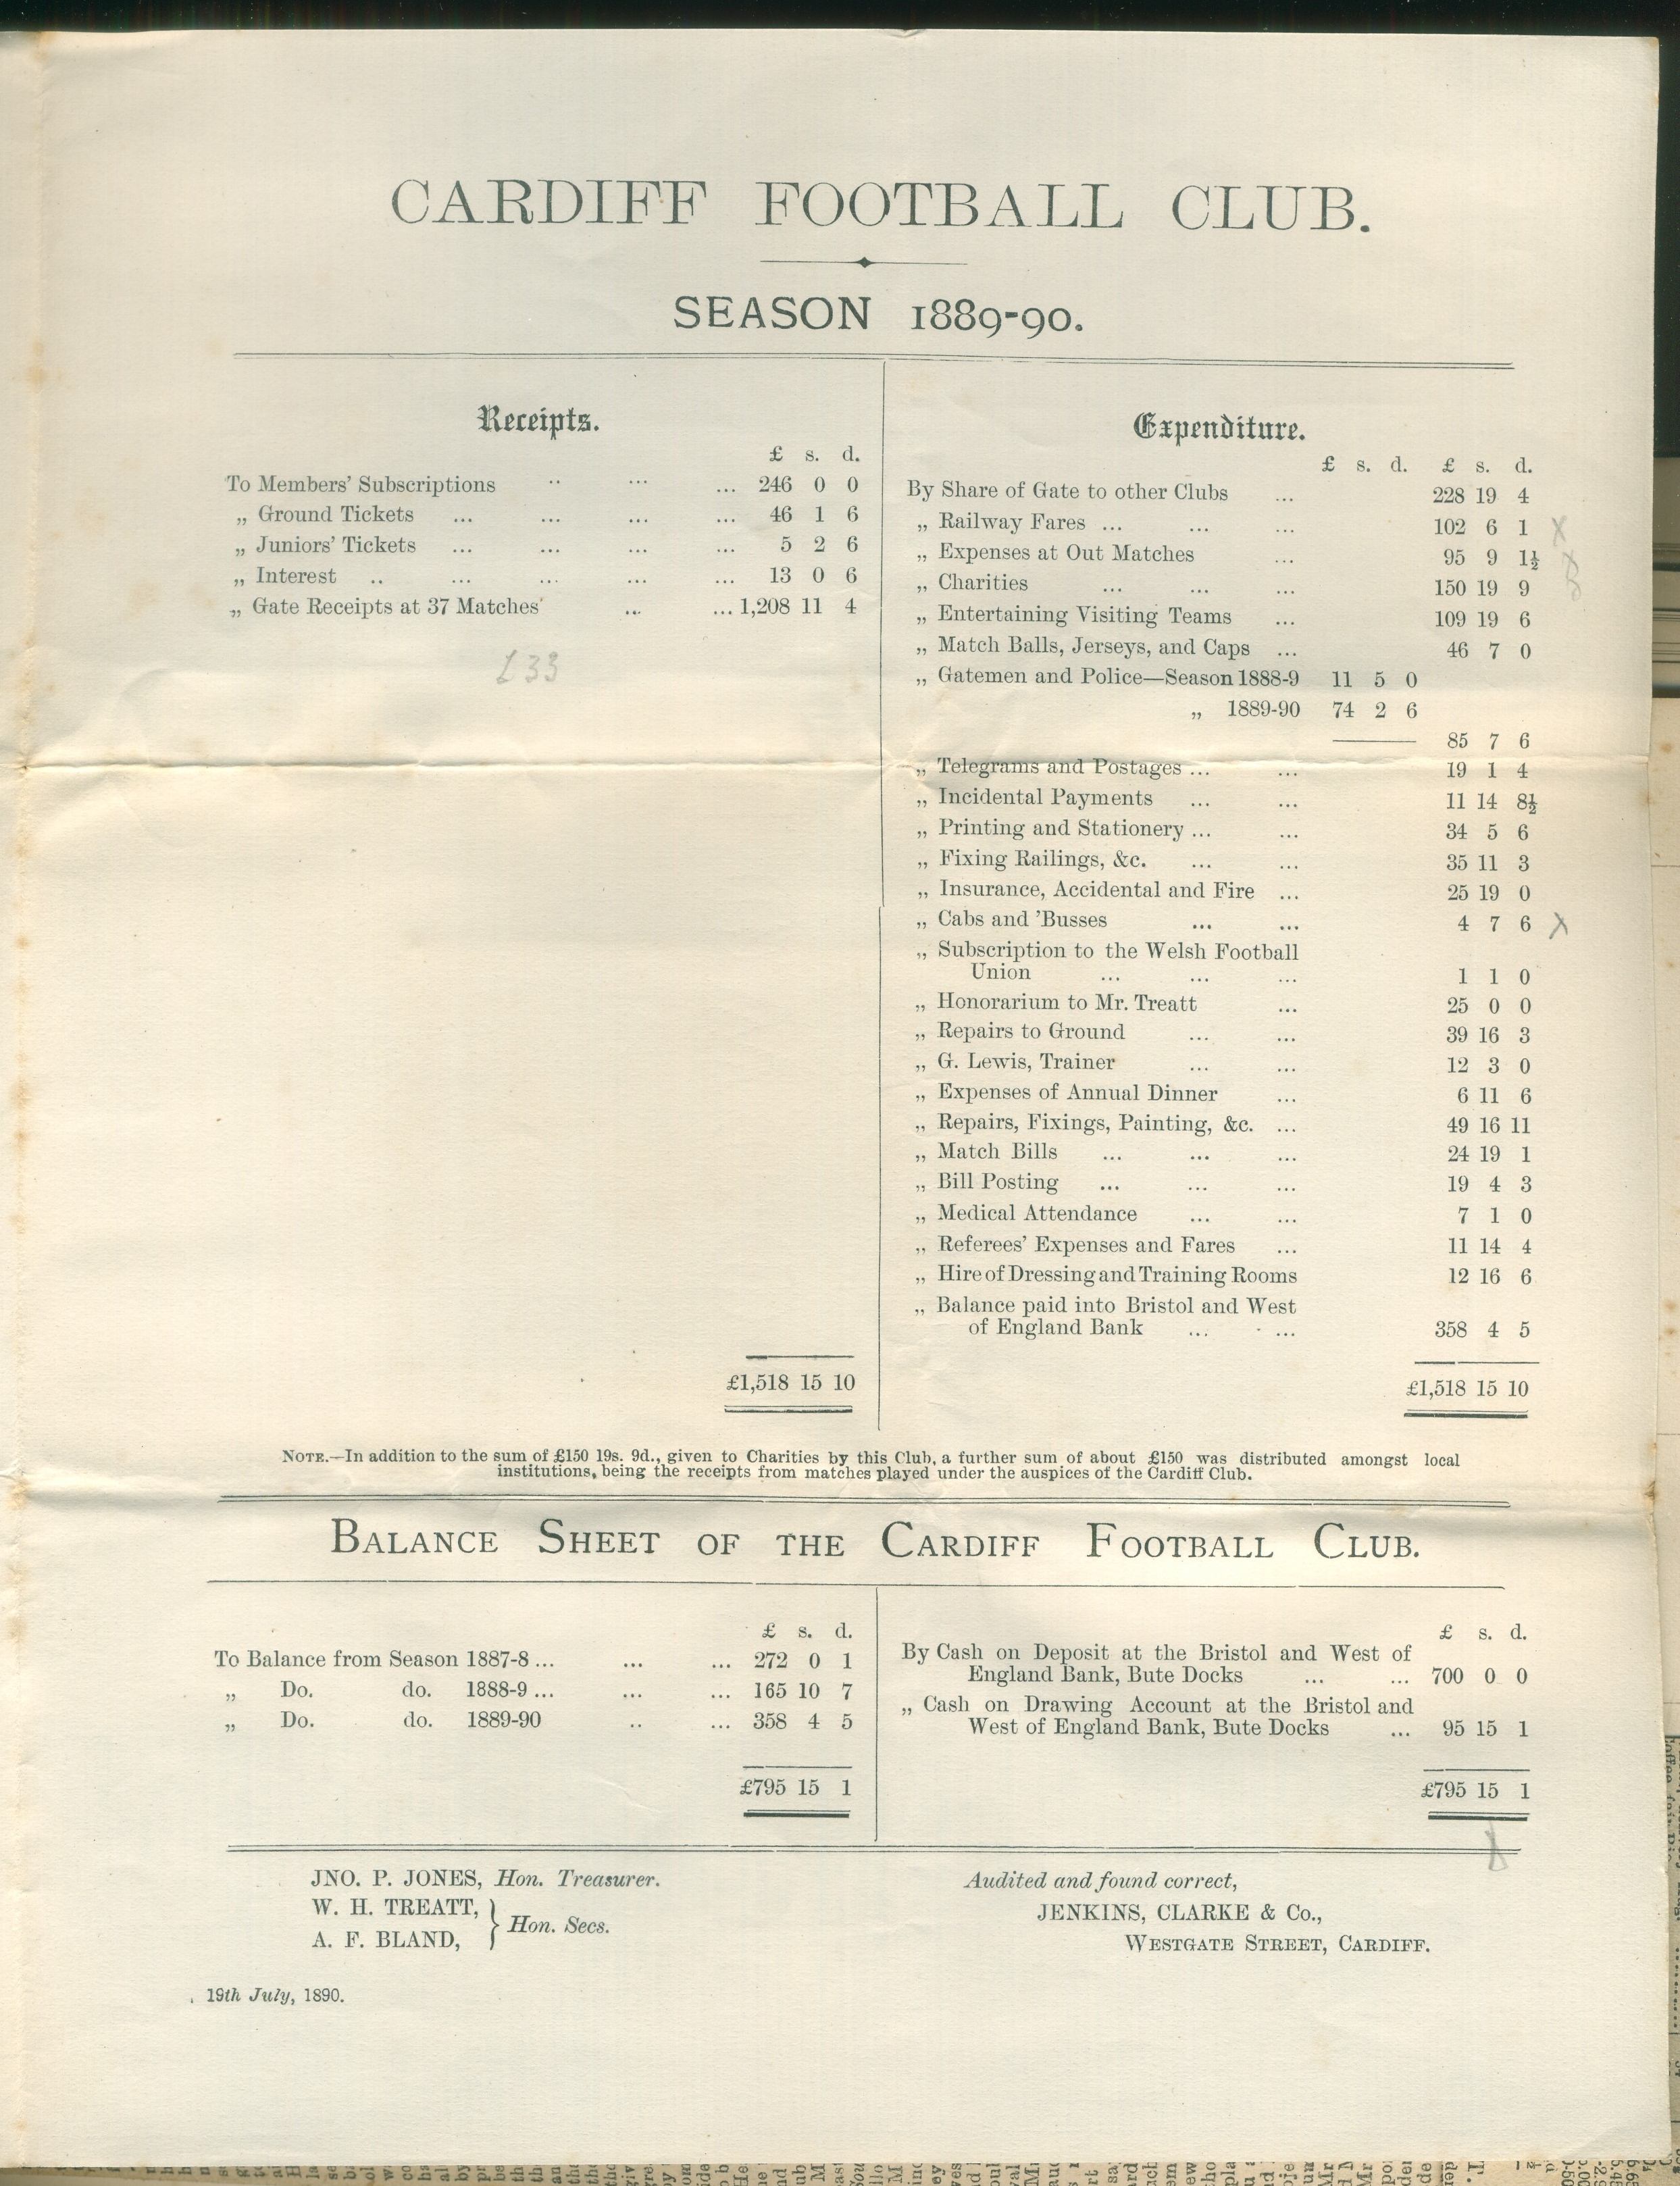 CARDIFF FOOTBALL CLUB.
SEASON 1889-90.
Receipts.
£ s. d.
To Members' Subscriptions .. ... ... 246 0 0
„ Ground Tickets ... ... ... ... 46 1 6
„ Juniors' Tickets ... ... ... ... 5 2 6
„ Interest .. ... ... ... ... 13 0 6
„ Gate Receipts at 37 Matches ... ... 1,208 11 4
£33
£1,518 15 10
Expenditure.
£ s. d. £ s. d.
By Share of Gate to other Clubs ... 228 19 4
„ Railway Fares ... ... ... 102 6 1 X
„ Expenses at Out Matches ... 95 9 1½
„ Charities ... ... ... 150 19 9
„ Entertaining Visiting Teams ... 109 19 6
„ Match Balls, Jerseys, and Caps ... 46 7 0
„ Gatemen and Police—Season 1888-9 11 5 0
„ 1889-90 74 2 6
85 7 6
„ Telegrams and Postages ... ... 19 1 4
„ Incidental Payments ... ... 11 14 8½
„ Printing and Stationery ... ... 34 5 6
„ Fixing Railings, &c. ... ... 35 11 3
„ Insurance, Accidental and Fire ... 25 19 0
„ Cabs and 'Busses ... ... 4 7 6 X
„ Subscription to the Welsh Football
Union ... ... ... 1 1 0
„ Honorarium to Mr. Treatt ... 25 0 0
„ Repairs to Ground ... ... 39 16 3
„ G. Lewis, Trainer ... ... 12 3 0
„ Expenses of Annual Dinner ... 6 11 6
„ Repairs, Fixings, Painting, &c. ... 49 16 11
„ Match Bills ... ... ... 24 19 1
„ Bill Posting ... ... ... 19 4 3
„ Medical Attendance ... ... 7 1 0
„ Referees' Expenses and Fares ... 11 14 4
„ Hire of Dressing and Training Rooms 12 16 6
„ Balance paid into Bristol and West
of England Bank ... ... 358 4 5
£1,518 15 10
NOTE.—In addition to the sum of £150 19s. 9d., given to Charities by this Club, a further sum of about £150 was distributed amongst local
institutions, being the receipts from matches played under the auspices of the Cardiff Club.
BALANCE SHEET OF THE CARDIFF FOOTBALL CLUB.
£ s. d.
To Balance from Season 1887-8 ... ... ... 272 0 1
„ Do. do. 1888-9 ... ... ... 165 10 7
„ Do. do. 1889-90 .. ... 358 4 5
£795 15 1
£ s. d.
By Cash on Deposit at the Bristol and West of
England Bank, Bute Docks ... ... 700 0 0
„ Cash on Drawing Account at the Bristol and
West of England Bank, Bute Docks ... 95 15 1
£795 15 1
JNO. P. JONES, Hon. Treasurer.
W. H. TREATT,
A. F. BLAND, } Hon. Secs.
19th July, 1890.
Audited and found correct,
JENKINS, CLARKE & Co.,
WESTGATE STREET, CARDIFF.